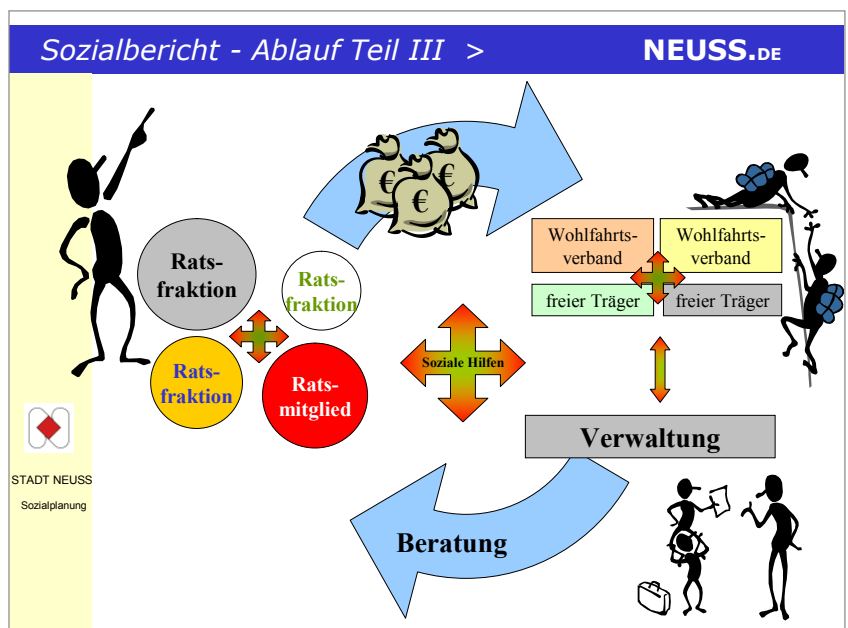 Sozialbericht - Ablauf Teil III >
NEUSS.DE
€
€
€
Rats-
fraktion
Rats-
fraktion
Rats-
fraktion
Rats-
mitglied
Soziale Hilfen
Wohlfahrts-
verband
Wohlfahrts-
verband
freier Träger
freier Träger
Verwaltung
Beratung
STADT NEUSS
Sozialplanung